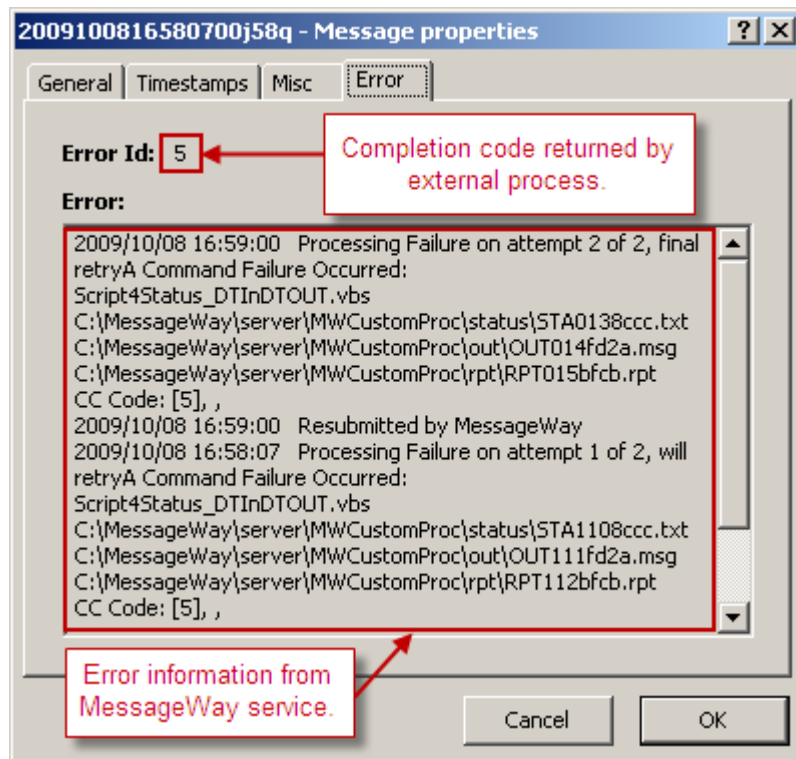 2009100816580700j58q - Message properties
General
Timestamps
Misc
Error
Error Id: 5
Completion code returned by
external process.
Error:
2009/10/08 16:59:00 Processing Failure on attempt 2 of 2, final
retryA Command Failure Occurred:
Script4Status_DTInDTOUT.vbs
C:\MessageWay\server\MWCustomProc\status\STA0138ccc.txt
C:\MessageWay\server\MWCustomProc\out\OUT014fd2a.msg
C:\MessageWay\server\MWCustomProc\rpt\RPT015bfcb.rpt
CC Code: [5], ,
2009/10/08 16:59:00 Resubmitted by MessageWay
2009/10/08 16:58:07 Processing Failure on attempt 1 of 2, will
retryA Command Failure Occurred:
Script4Status_DTInDTOUT.vbs
C:\MessageWay\server\MWCustomProc\status\STA1108ccc.txt
C:\MessageWay\server\MWCustomProc\out\OUT111fd2a.msg
C:\MessageWay\server\MWCustomProc\rpt\RPT112bfcb.rpt
CC Code: [5], ,
Error information from
MessageWay service.
Cancel
OK